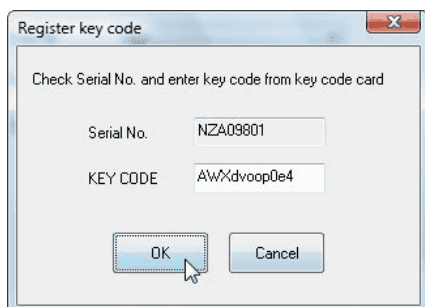 Register key code
Check Serial No. and enter key code from key code card
Serial No. NZA09801
KEY CODE AWXdvoop0e4
OK Cancel